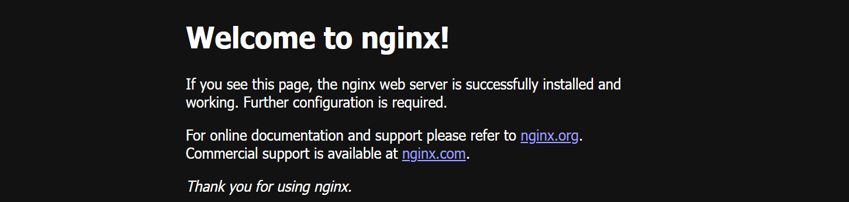 Welcome to nginx!
If you see this page, the nginx web server is successfully installed and
working. Further configuration is required.
For online documentation and support please refer to nginx.org.
Commercial support is available at nginx.com.
Thank you for using nginx.